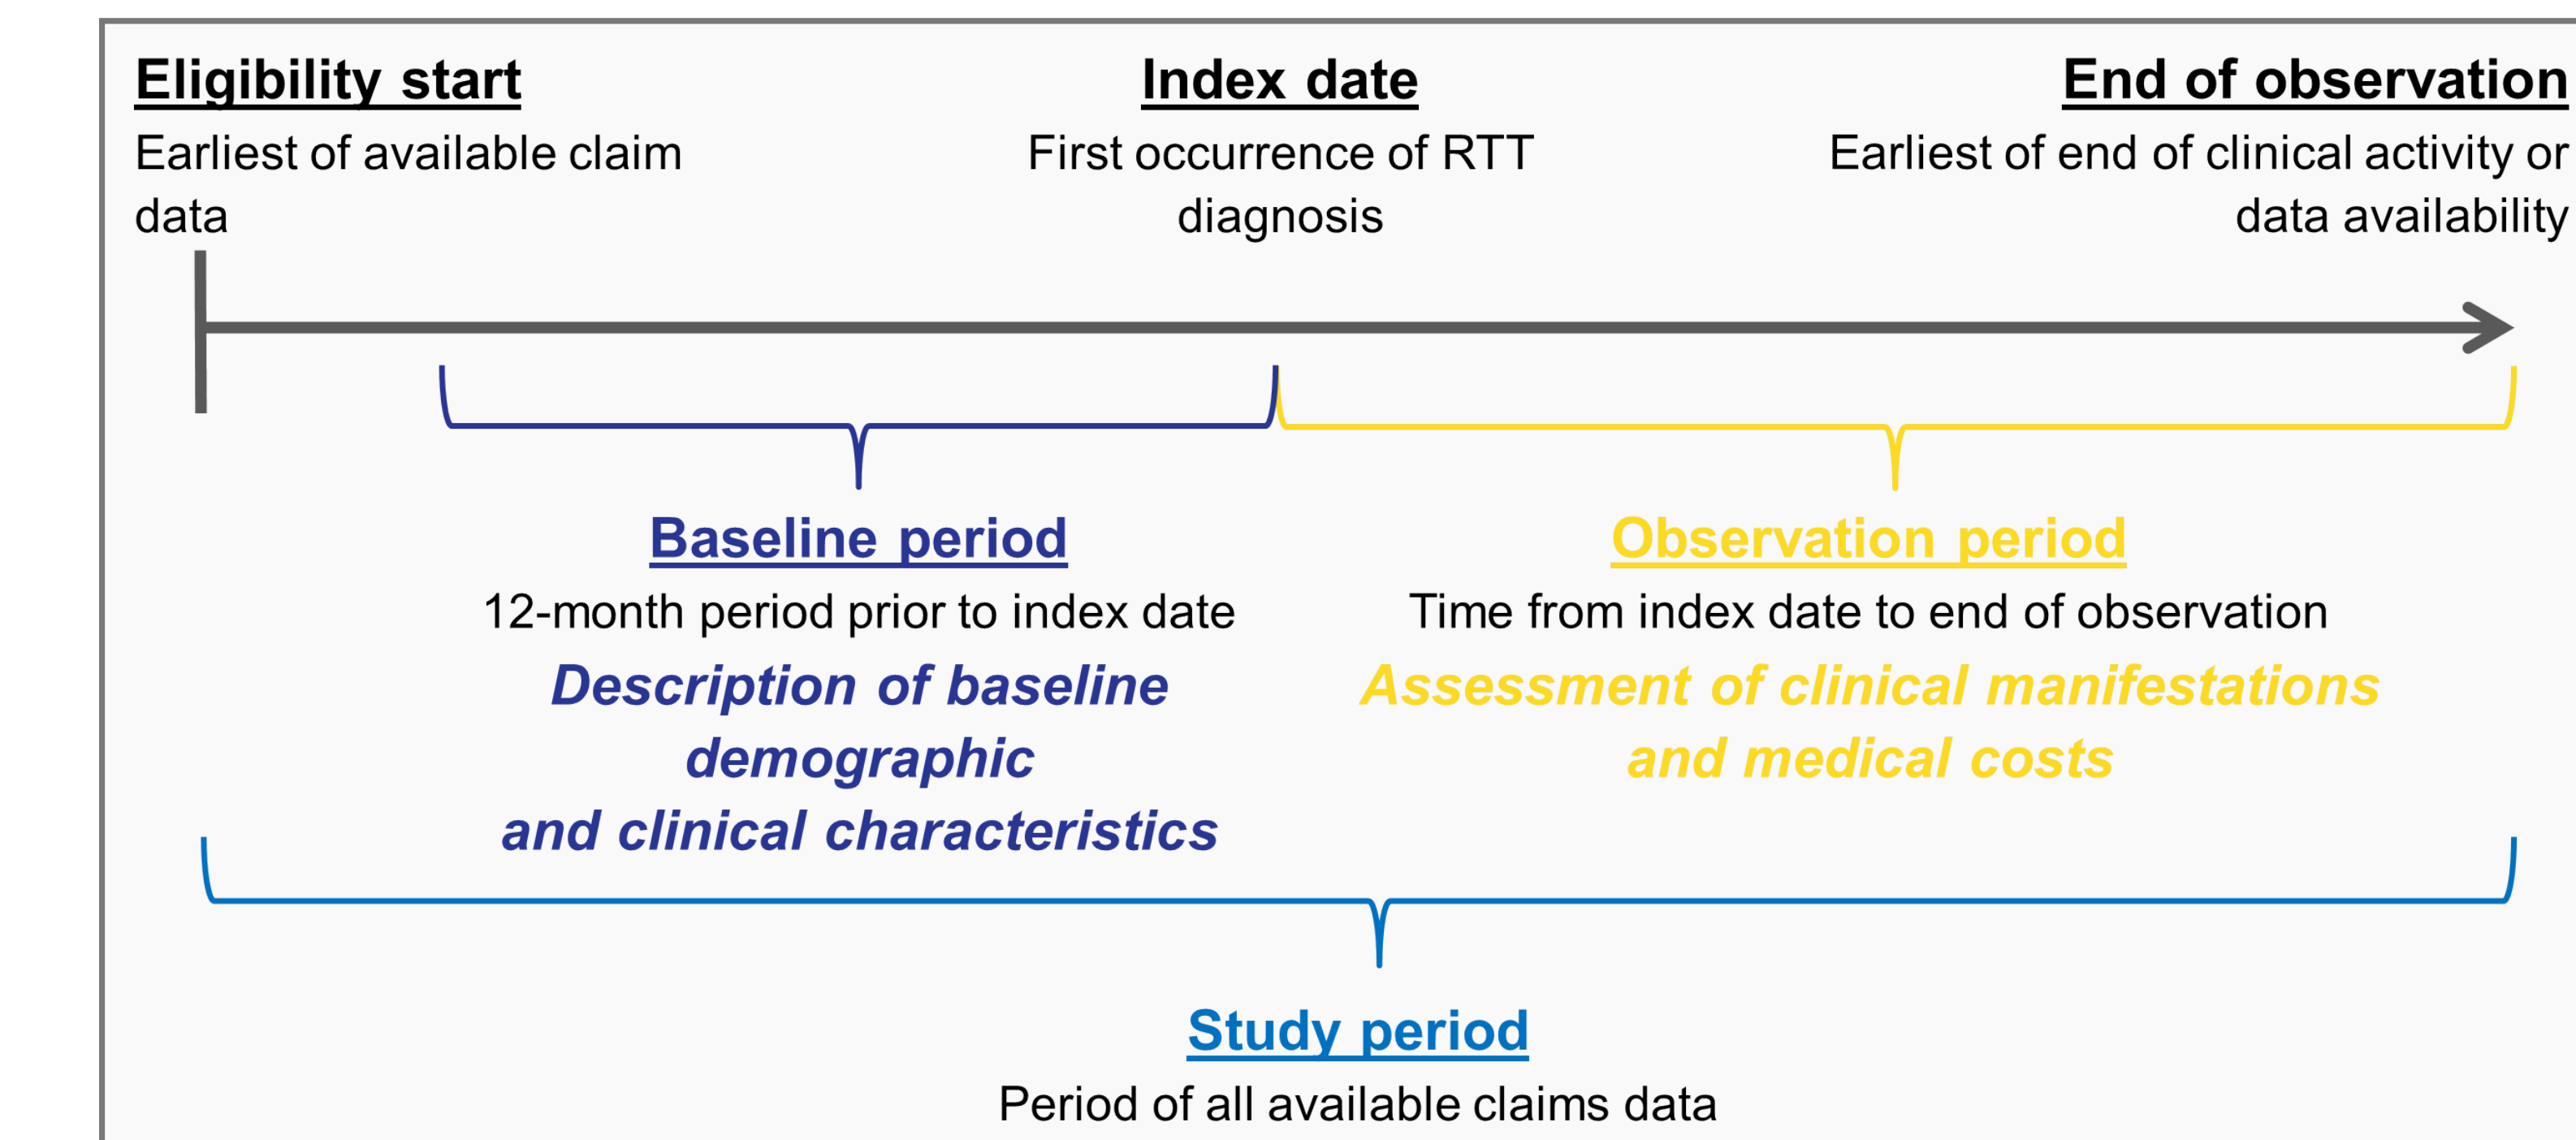 Eligibility start
Earliest of available claim
data
Index date
First occurrence of RTT
diagnosis
End of observation
Earliest of end of clinical activity or
data availability
Baseline period
12-month period prior to index date
Description of baseline
demographic
and clinical characteristics
Observation period
Time from index date to end of observation
Assessment of clinical manifestations
and medical costs
Study period
Period of all available claims data